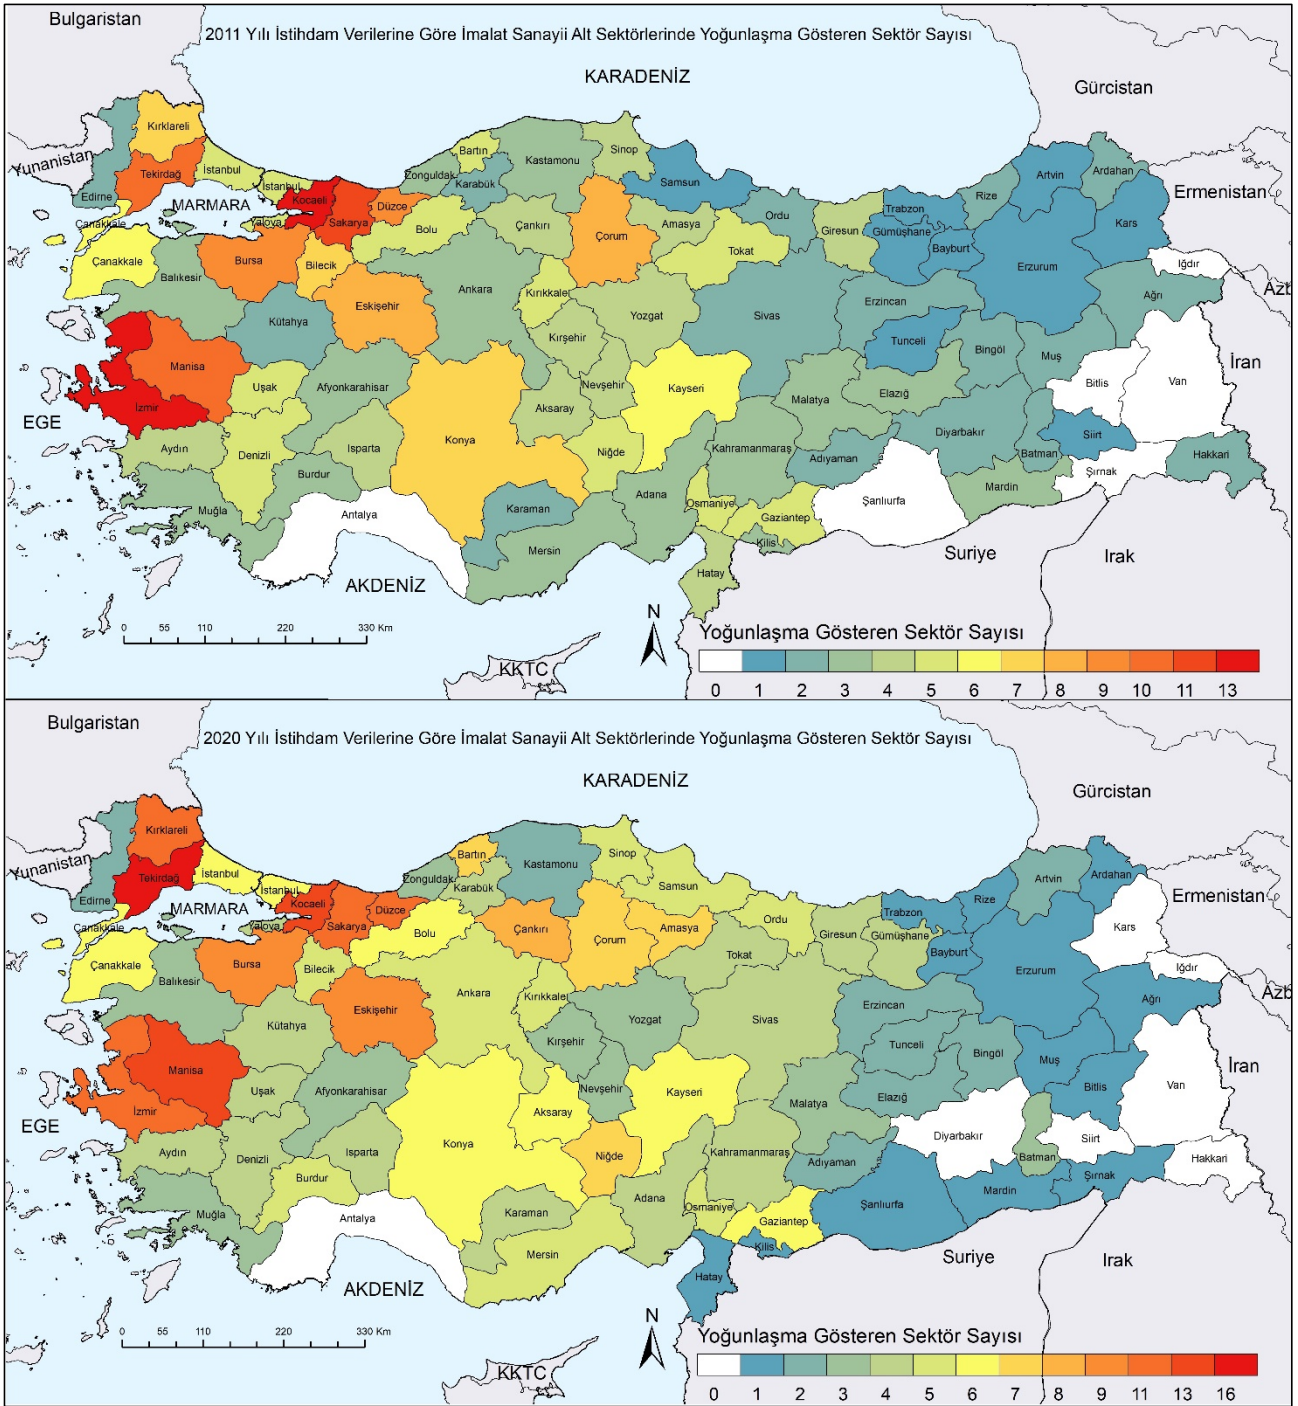 Bulgaristan
2011 Yılı İstihdam Verilerine Göre İmalat Sanayii Alt Sektörlerinde Yoğunlaşma Gösteren Sektör Sayısı
KARADENİZ
Gürcistan
Kırklareli
Yunanistan
Tekirdağ
İstanbul
Edirne
MARMARA
İstanbul
Kocaeli
Sakarya
Düzce
Yalova
Çanakkale
Çanakkale
Bartın
Zonguldak
Karabük
Kastamonu
Sinop
Samsun
Artvin
Ardahan
Rize
Ermenistan
Trabzon
Gümüşhane
Kars
Ordu
Giresun
Bayburt
Bolu
Çankırı
Çorum
Amasya
Tokat
Erzurum
Iğdır
Azb
Balıkesir
Bursa
Bilecik
Eskişehir
Ankara
Kırıkkale
Yozgat
Sivas
Erzincan
Ağrı
Kütahya
Kırşehir
Tunceli
Bingöl
Muş
İran
Manisa
Uşak
Afyonkarahisar
Nevşehir
Kayseri
Malatya
Elazığ
Bitlis
Van
İzmir
EGE
Konya
Aksaray
Aydın
Denizli
Isparta
Niğde
Kahramanmaraş
Adıyaman
Diyarbakır
Batman
Siirt
Hakkari
Şırnak
Burdur
Muğla
Antalya
Karaman
Mersin
Adana
Osmaniye
Gaziantep
Kilis
Şanlıurfa
Mardin
Hatay
AKDENİZ
Suriye
Irak
0 55 110 220 330 Km
N
KKTC
Yoğunlaşma Gösteren Sektör Sayısı
0 1 2 3 4 5 6 7 8 9 10 11 13
Bulgaristan
2020 Yılı İstihdam Verilerine Göre İmalat Sanayii Alt Sektörlerinde Yoğunlaşma Gösteren Sektör Sayısı
KARADENİZ
Gürcistan
Kırklareli
Yunanistan
Tekirdağ
İstanbul
Edirne
MARMARA
İstanbul
Kocaeli
Sakarya
Düzce
Yalova
Çanakkale
Çanakkale
Bartın
Zonguldak
Karabük
Kastamonu
Sinop
Samsun
Artvin
Ardahan
Rize
Ermenistan
Trabzon
Gümüşhane
Kars
Ordu
Giresun
Bayburt
Bolu
Çankırı
Çorum
Amasya
Tokat
Erzurum
Iğdır
Azb
Balıkesir
Bursa
Bilecik
Eskişehir
Ankara
Kırıkkale
Yozgat
Sivas
Erzincan
Ağrı
Kütahya
Kırşehir
Tunceli
Bingöl
Muş
İran
Manisa
Uşak
Afyonkarahisar
Nevşehir
Kayseri
Malatya
Elazığ
Bitlis
Van
İzmir
EGE
Konya
Aksaray
Aydın
Denizli
Isparta
Niğde
Kahramanmaraş
Adıyaman
Diyarbakır
Batman
Siirt
Hakkari
Şırnak
Burdur
Muğla
Antalya
Karaman
Mersin
Adana
Osmaniye
Gaziantep
Kilis
Şanlıurfa
Mardin
Hatay
AKDENİZ
Suriye
Irak
0 55 110 220 330 Km
N
KKTC
Yoğunlaşma Gösteren Sektör Sayısı
0 1 2 3 4 5 6 7 8 9 11 13 16